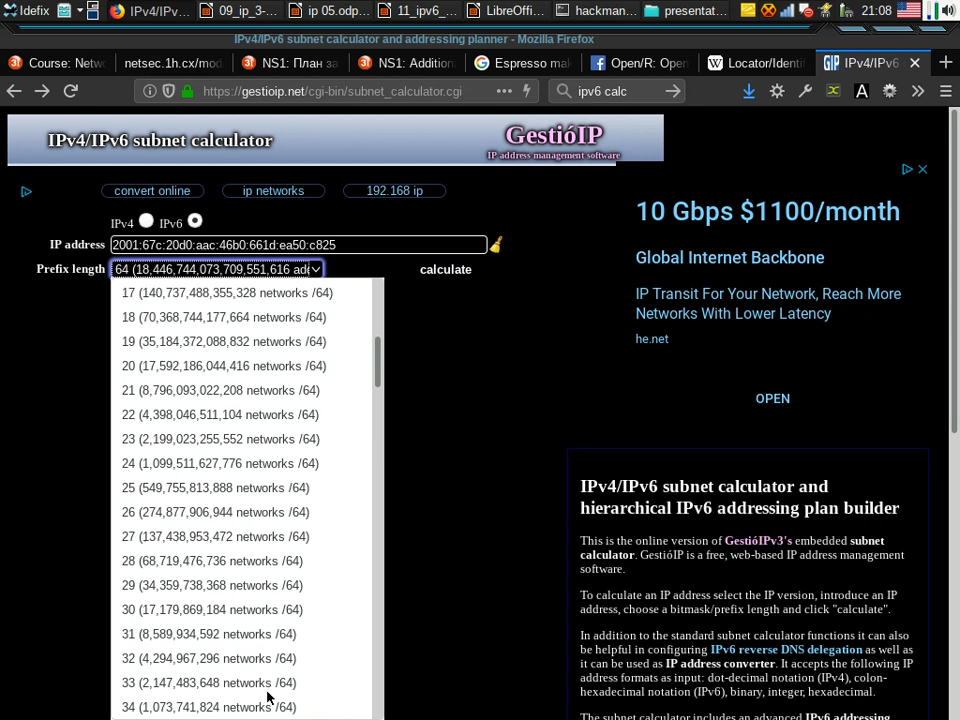 Idefix
IPv4/IPv...
09_ip_3-...
ip 05.odp...
11_ipv6_...
LibreOffi...
hackman...
presentat...
21:08
IPv4/IPv6 subnet calculator and addressing planner - Mozilla Firefox
Course: Netw
netsec.1h.cx/mod
NS1: План за
NS1: Addition
Espresso mak
Open/R: Open
Locator/Identi
IPv4/IPv6
https://gestioip.net/cgi-bin/subnet_calculator.cgi
ipv6 calc
IPv4/IPv6 subnet calculator
GestióIP
IP address management software
convert online
ip networks
192.168 ip
IPv4 IPv6
IP address 2001:67c:20d0:aac:46b0:661d:ea50:c825
Prefix length 64 (18,446,744,073,709,551,616 add
calculate
17 (140,737,488,355,328 networks /64)
18 (70,368,744,177,664 networks /64)
19 (35,184,372,088,832 networks /64)
20 (17,592,186,044,416 networks /64)
21 (8,796,093,022,208 networks /64)
22 (4,398,046,511,104 networks /64)
23 (2,199,023,255,552 networks /64)
24 (1,099,511,627,776 networks /64)
25 (549,755,813,888 networks /64)
26 (274,877,906,944 networks /64)
27 (137,438,953,472 networks /64)
28 (68,719,476,736 networks /64)
29 (34,359,738,368 networks /64)
30 (17,179,869,184 networks /64)
31 (8,589,934,592 networks /64)
32 (4,294,967,296 networks /64)
33 (2,147,483,648 networks /64)
34 (1,073,741,824 networks /64)
10 Gbps $1100/month
Global Internet Backbone
IP Transit For Your Network, Reach More
Networks With Lower Latency
he.net
OPEN
IPv4/IPv6 subnet calculator and
hierarchical IPv6 addressing plan builder
This is the online version of GestióIPv3's embedded subnet
calculator. GestióIP is a free, web-based IP address management
software.
To calculate an IP address select the IP version, introduce an IP
address, choose a bitmask/prefix length and click "calculate".
In addition to the standard subnet calculator functions it can also
be helpful in configuring IPv6 reverse DNS delegation as well as
it can be used as IP address converter. It accepts the following IP
address formats as input: dot-decimal notation (IPv4), colon-
hexadecimal notation (IPv6), binary, integer, hexadecimal.
The subnet calculator includes an advanced IPv6 addressing